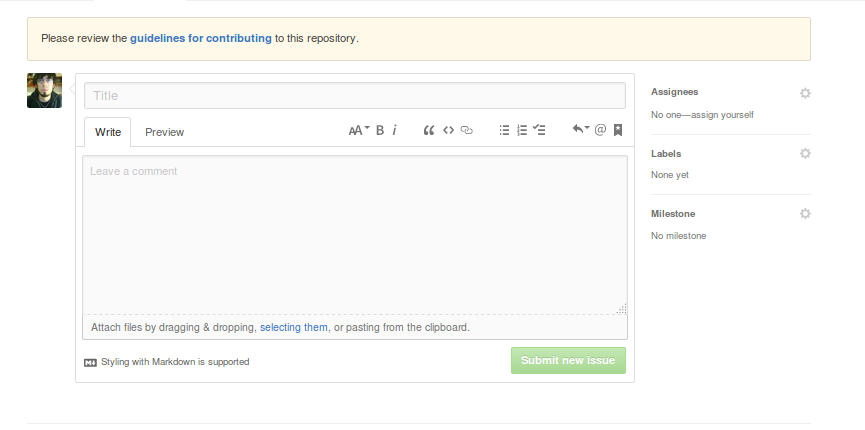 Please review the guidelines for contributing to this repository.
Title
Write Preview AA B i @
Leave a comment
Attach files by dragging & dropping, selecting them, or pasting from the clipboard.
Styling with Markdown is supported
Submit new issue
Assignees
No one—assign yourself
Labels
None yet
Milestone
No milestone